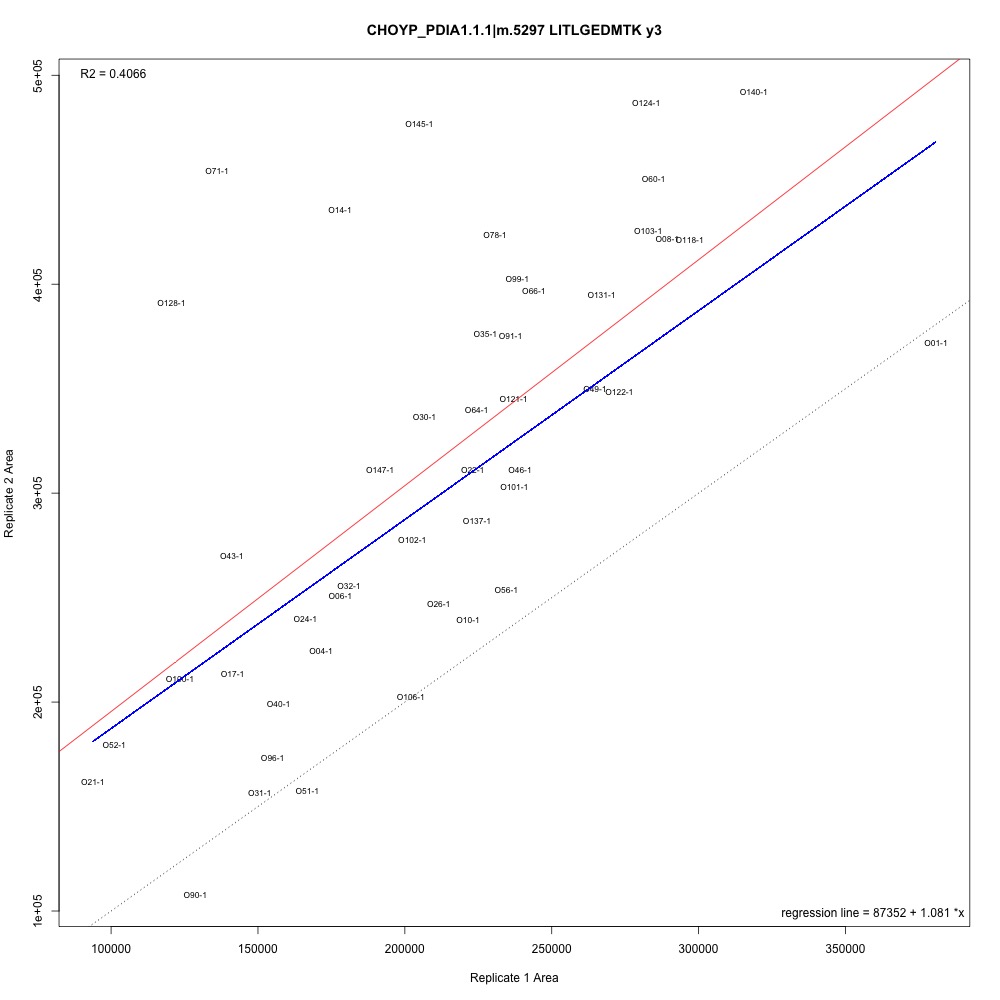 CHOYP_PDIA1.1.1|m.5297 LITLGEDMTK y3
R2 = 0.4066
5e+05
4e+05
3e+05
2e+05
1e+05
Replicate 2 Area
O140-1
O124-1
O145-1
O71-1
O60-1
O14-1
O103-1
O78-1
O08-1
O118-1
O99-1
O66-1
O131-1
O128-1
O35-1
O91-1
O01-1
O49-1
O122-1
O121-1
O64-1
O30-1
O147-1
O22-1
O46-1
O101-1
O137-1
O102-1
O43-1
O32-1
O56-1
O06-1
O26-1
O24-1
O10-1
O04-1
O17-1
O100-1
O106-1
O40-1
O52-1
O96-1
O21-1
O31-1
O51-1
O90-1
regression line = 87352 + 1.081 *x
100000
150000
200000
250000
300000
350000
Replicate 1 Area